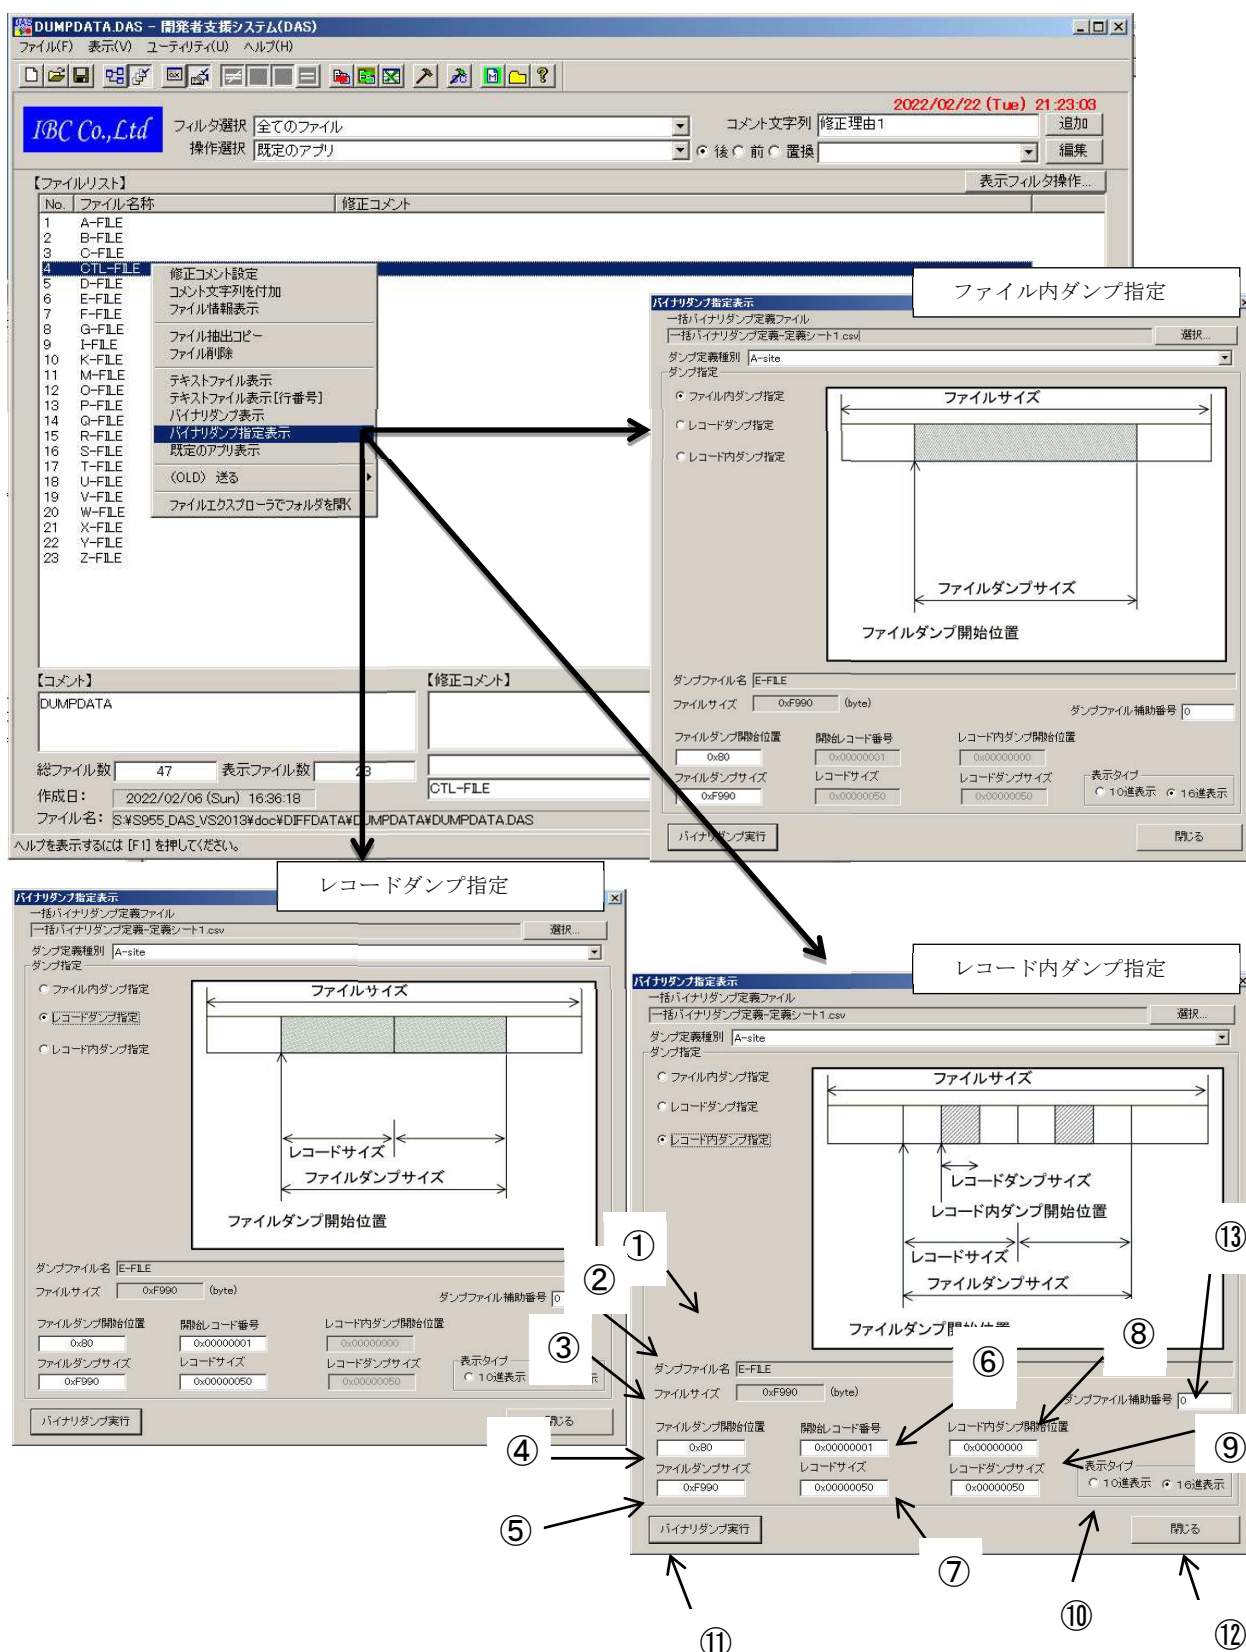 DUMPDATA.DAS - 開発者支援システム(DAS)
ファイル(F) 表示(V) ユーティリティ(U) ヘルプ(H)
2022/02/22 (Tue) 21:23:03
IBC Co.,Ltd
フィルタ選択 全てのファイル
コメント文字列 修正理由1 追加
操作選択 既定のアプリ
後 前 置換 編集
【ファイルリスト】
表示フィルタ操作...
No. ファイル名称 修正コメント
1 A-FILE
2 B-FILE
3 C-FILE
4 CTL-FILE
5 D-FILE
6 E-FILE
7 F-FILE
8 G-FILE
9 I-FILE
10 K-FILE
11 M-FILE
12 O-FILE
13 P-FILE
14 Q-FILE
15 R-FILE
16 S-FILE
17 T-FILE
18 U-FILE
19 V-FILE
20 W-FILE
21 X-FILE
22 Y-FILE
23 Z-FILE
修正コメント設定
コメント文字列を付加
ファイル情報表示
ファイル抽出コピー
ファイル削除
テキストファイル表示
テキストファイル表示[行番号]
バイナリダンプ表示
バイナリダンプ指定表示
既定のアプリ表示
(OLD) 送る
ファイルエクスプローラでフォルダを開く
【コメント】
DUMPDATA
【修正コメント】
総ファイル数 47 表示ファイル数 23
CTL-FILE
作成日: 2022/02/06 (Sun) 16:36:18
ファイル名: S:¥S955_DAS_VS2013¥doc¥DIFFDATA¥DUMPDATA¥DUMPDATA.DAS
ヘルプを表示するには [F1] を押してください。
ファイル内ダンプ指定
バイナリダンプ指定表示
一括バイナリダンプ定義ファイル
一括バイナリダンプ定義-定義シート1.csv 選択...
ダンプ定義種別 A-site
ダンプ指定
ファイル内ダンプ指定
レコードダンプ指定
レコード内ダンプ指定
ファイルサイズ
ファイルダンプサイズ
ファイルダンプ開始位置
ダンプファイル名 E-FILE
ファイルサイズ 0xF990 (byte)
ダンプファイル補助番号 0
ファイルダンプ開始位置 開始レコード番号 レコード内ダンプ開始位置
0x80 0x00000001 0x00000000
ファイルダンプサイズ レコードサイズ レコードダンプサイズ 表示タイプ
0xF990 0x00000050 0x00000050 10進表示 16進表示
バイナリダンプ実行 閉じる
レコードダンプ指定
バイナリダンプ指定表示
一括バイナリダンプ定義ファイル
一括バイナリダンプ定義-定義シート1.csv 選択...
ダンプ定義種別 A-site
ダンプ指定
ファイル内ダンプ指定
レコードダンプ指定
レコード内ダンプ指定
ファイルサイズ
レコードサイズ
ファイルダンプサイズ
ファイルダンプ開始位置
ダンプファイル名 E-FILE
ファイルサイズ 0xF990 (byte)
ダンプファイル補助番号 0
ファイルダンプ開始位置 開始レコード番号 レコード内ダンプ開始位置
0x80 0x00000001 0x00000000
ファイルダンプサイズ レコードサイズ レコードダンプサイズ 表示タイプ
0xF990 0x00000050 0x00000050 10進表示 示
バイナリダンプ実行 閉じる
レコード内ダンプ指定
バイナリダンプ指定表示
一括バイナリダンプ定義ファイル
一括バイナリダンプ定義-定義シート1.csv 選択...
ダンプ定義種別 A-site
ダンプ指定
ファイル内ダンプ指定
レコードダンプ指定
レコード内ダンプ指定
ファイルサイズ
レコードダンプサイズ
レコード内ダンプ開始位置
レコードサイズ
ファイルダンプサイズ
ファイルダンプ開始位置
ダンプファイル名 E-FILE
ファイルサイズ 0xF990 (byte)
ダンプファイル補助番号 0
ファイルダンプ開始位置 開始レコード番号 レコード内ダンプ開始位置
0x80 0x00000001 0x00000000
ファイルダンプサイズ レコードサイズ レコードダンプサイズ 表示タイプ
0xF990 0x00000050 0x00000050 10進表示 16進表示
バイナリダンプ実行 閉じる
①
②
③
④
⑤
⑥
⑦
⑧
⑨
⑩
⑪
⑫
⑬